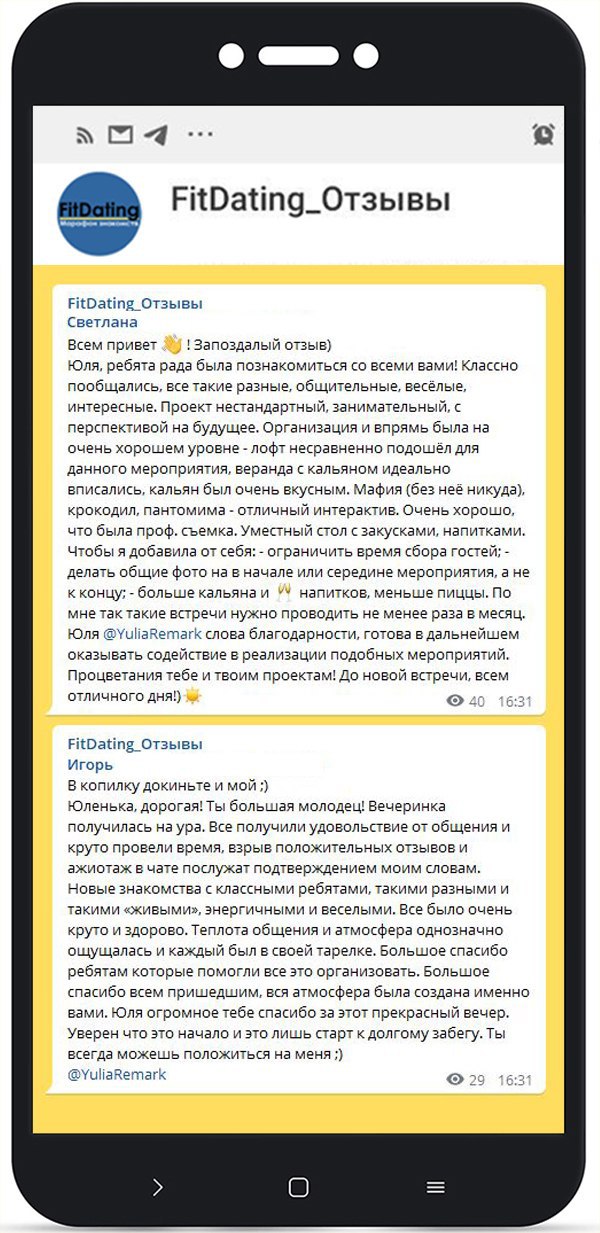 FitDating_Отзывы
FitDating
Марафон знакомств
FitDating_Отзывы
Светлана
Всем привет 👋 ! Запоздалый отзыв)
Юля, ребята рада была познакомиться со всеми вами! Классно
пообщались, все такие разные, общительные, весёлые,
интересные. Проект нестандартный, занимательный, с
перспективой на будущее. Организация и впрямь была на
очень хорошем уровне - лофт несравненно подошёл для
данного мероприятия, веранда с кальяном идеально
вписались, кальян был очень вкусным. Мафия (без неё никуда),
крокодил, пантомима - отличный интерактив. Очень хорошо,
что была проф. съемка. Уместный стол с закусками, напитками.
Чтобы я добавила от себя: - ограничить время сбора гостей; -
делать общие фото на в начале или середине мероприятия, а не
к концу; - больше кальяна и 🥂 напитков, меньше пиццы. По
мне так такие встречи нужно проводить не менее раза в месяц.
Юля @YuliaRemark слова благодарности, готова в дальнейшем
оказывать содействие в реализации подобных мероприятий.
Процветания тебе и твоим проектам! До новой встречи, всем
отличного дня!)☀️
40 16:31
FitDating_Отзывы
Игорь
В копилку докиньте и мой ;)
Юленька, дорогая! Ты большая молодец! Вечеринка
получилась на ура. Все получили удовольствие от общения и
круто провели время, взрыв положительных отзывов и
ажиотаж в чате послужат подтверждением моим словам.
Новые знакомства с классными ребятами, такими разными и
такими «живыми», энергичными и веселыми. Все было очень
круто и здорово. Теплота общения и атмосфера однозначно
ощущалась и каждый был в своей тарелке. Большое спасибо
ребятам которые помогли все это организовать. Большое
спасибо всем пришедшим, вся атмосфера была создана именно
вами. Юля огромное тебе спасибо за этот прекрасный вечер.
Уверен что это начало и это лишь старт к долгому забегу. Ты
всегда можешь положиться на меня ;)
@YuliaRemark
29 16:31